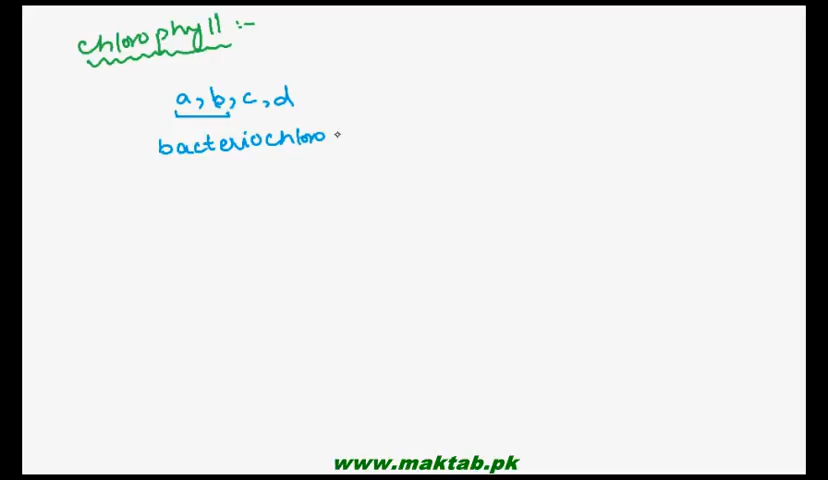 chlorophyll :-
a, b, c, d
bacteriochloro
www.maktab.pk